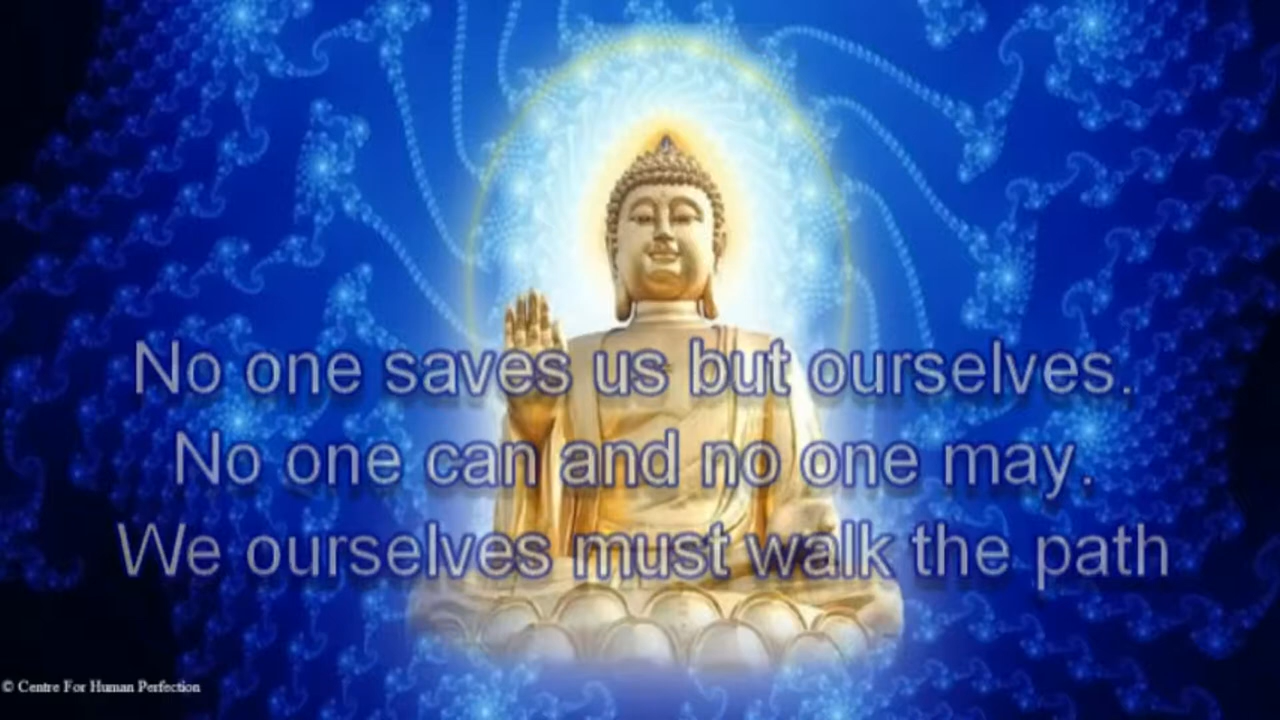 No one saves us but ourselves.
No one can and no one may.
We ourselves must walk the path
© Centre For Human Perfection